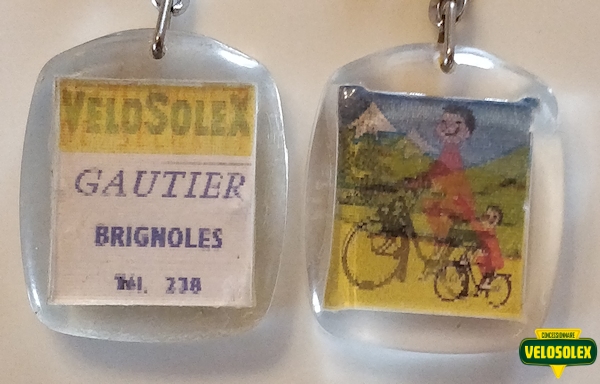 VELOSOLEX
GAUTIER
BRIGNOLES
Tél. 238
CONCESSIONNAIRE
VELOSOLEX